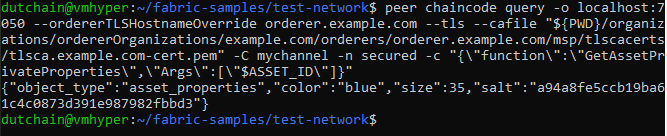 dutchain@vmhyper:~/fabric-samples/test-network$ peer chaincode query -o localhost:7
050 --ordererTLSHostnameOverride orderer.example.com --tls --cafile "${PWD}/organiz
ations/ordererOrganizations/example.com/orderers/orderer.example.com/msp/tlscacerts
/tlsca.example.com-cert.pem" -C mychannel -n secured -c "{\"function\":\"GetAssetPr
ivateProperties\",\"Args\":[\"$ASSET_ID\"]}"
{"object_type":"asset_properties","color":"blue","size":35,"salt":"a94a8fe5ccb19ba6
1c4c0873d391e987982fbbd3"}
dutchain@vmhyper:~/fabric-samples/test-network$